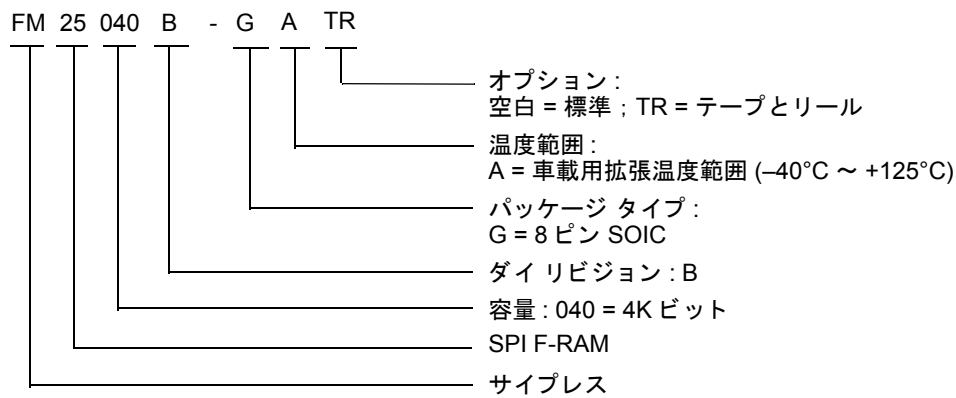 FM 25 040 B - G A TR
オプション :
空白 = 標準 ; TR = テープとリール
温度範囲 :
A = 車載用拡張温度範囲 (–40°C ～ +125°C)
パッケージ タイプ :
G = 8 ピン SOIC
ダイ リビジョン : B
容量 : 040 = 4K ビット
SPI F-RAM
サイプレス